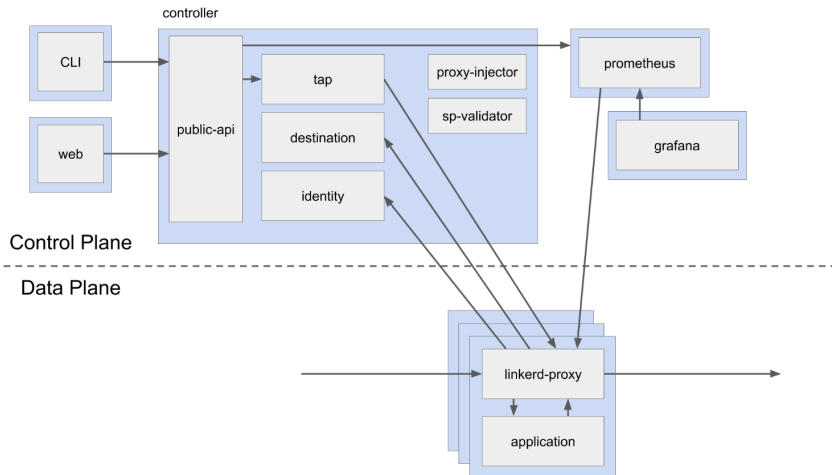 controller
CLI
web
public-api
tap
destination
identity
proxy-injector
sp-validator
prometheus
grafana
Control Plane
Data Plane
linkerd-proxy
application